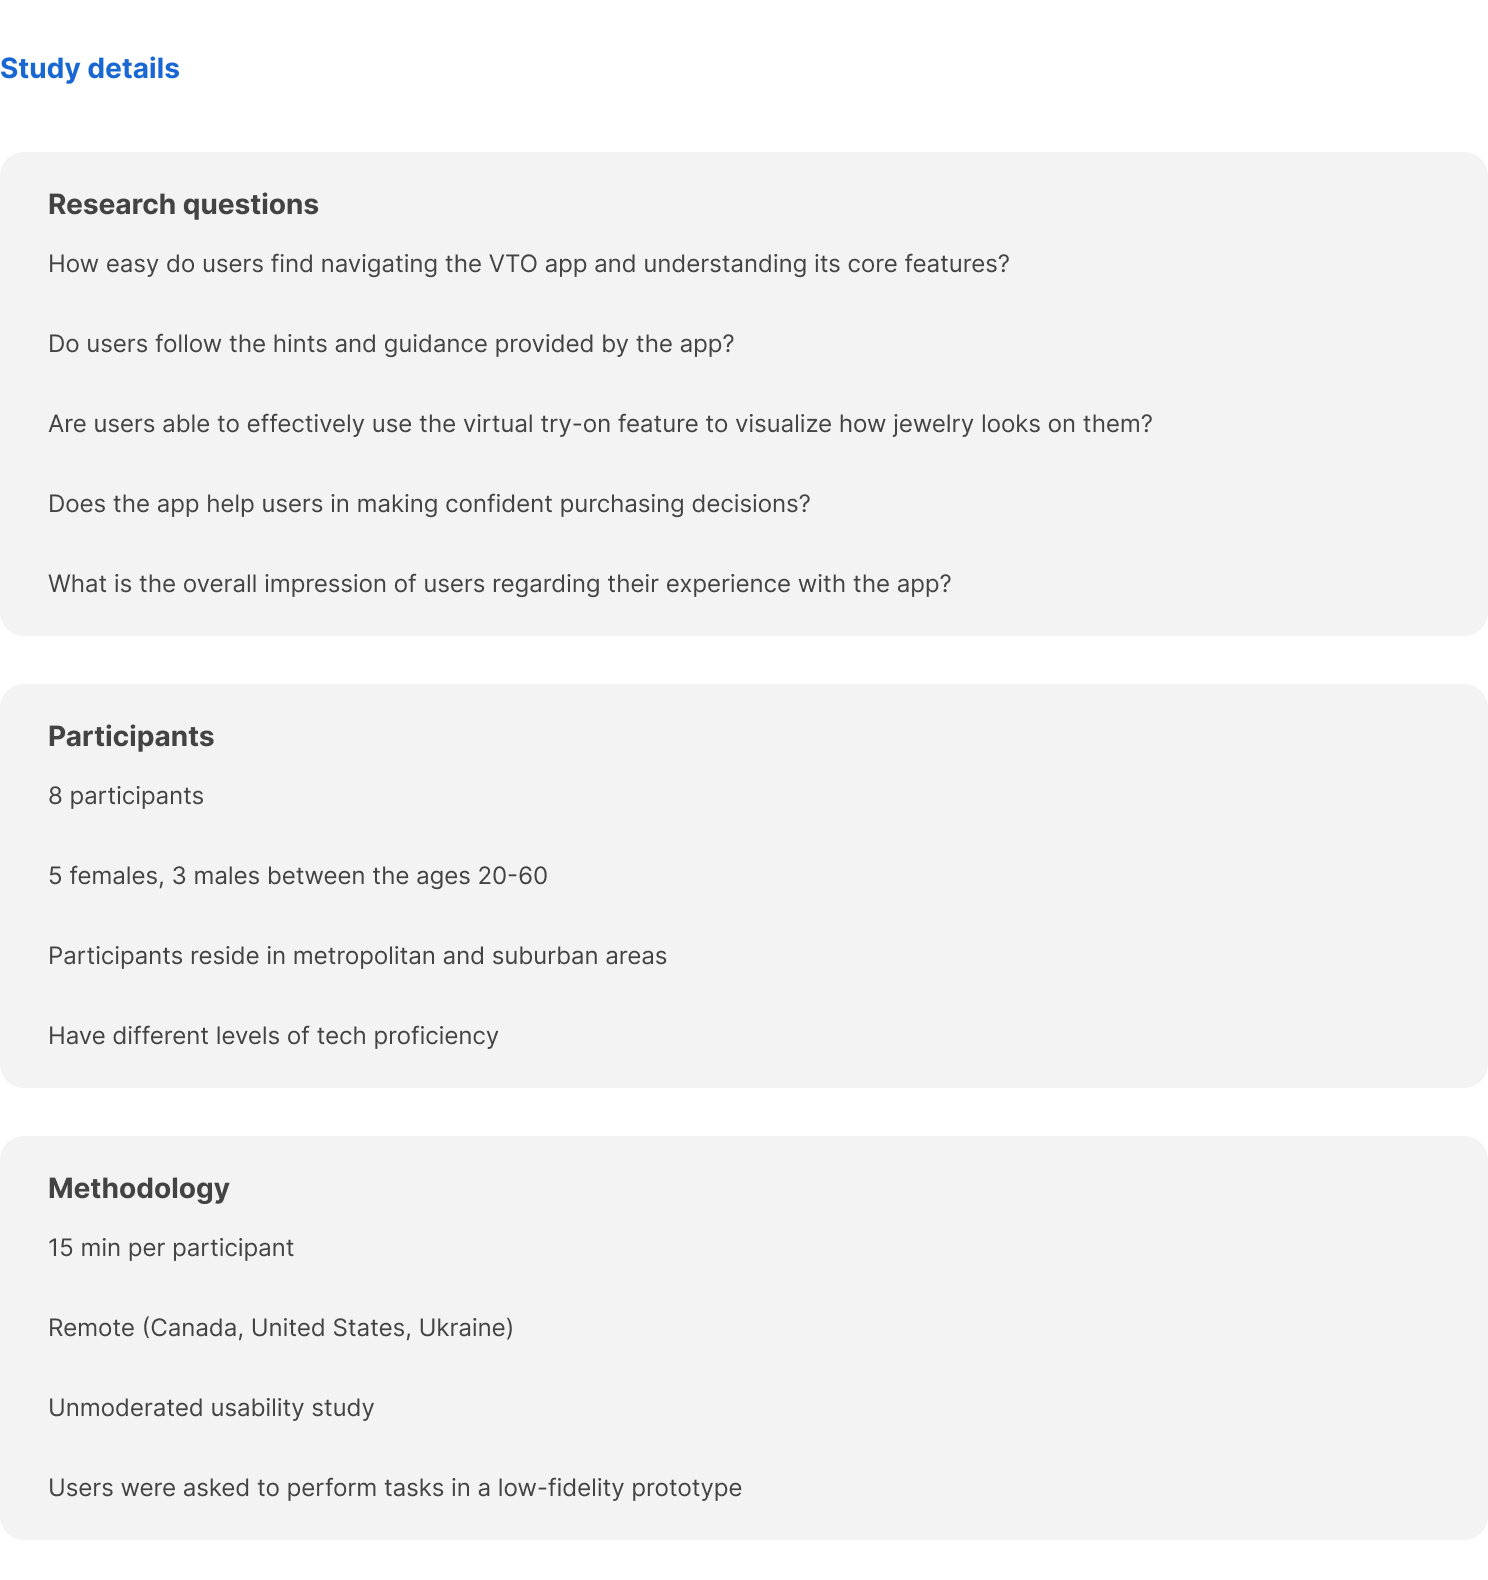 Study details
Research questions
How easy do users find navigating the VTO app and understanding its core features?
Do users follow the hints and guidance provided by the app?
Are users able to effectively use the virtual try-on feature to visualize how jewelry looks on them?
Does the app help users in making confident purchasing decisions?
What is the overall impression of users regarding their experience with the app?
Participants
8 participants
5 females, 3 males between the ages 20-60
Participants reside in metropolitan and suburban areas
Have different levels of tech proficiency
Methodology
15 min per participant
Remote (Canada, United States, Ukraine)
Unmoderated usability study
Users were asked to perform tasks in a low-fidelity prototype